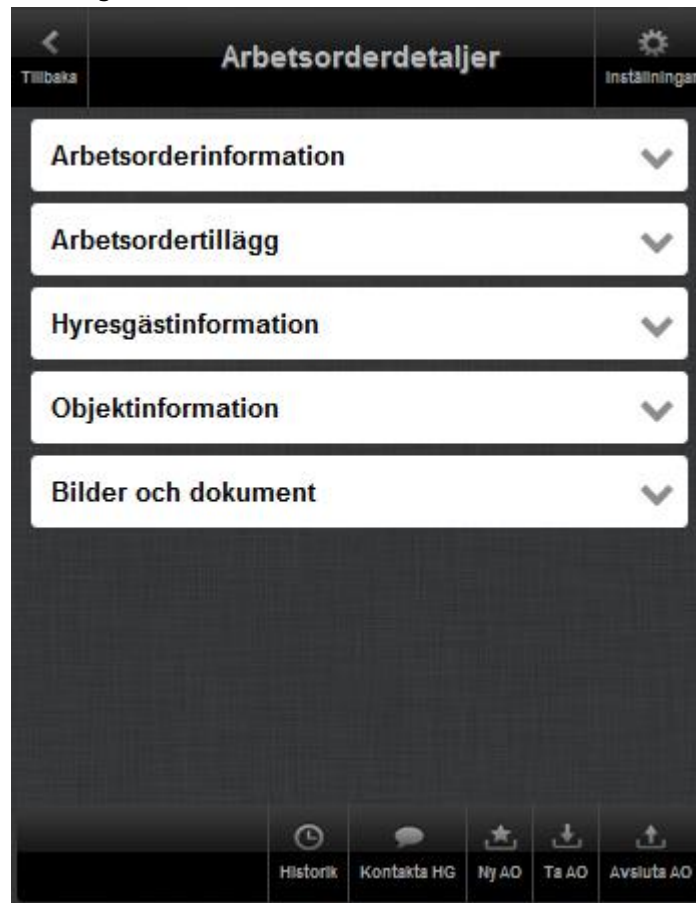 Arbetsorderdetaljer
Tillbaka
Inställningar
Arbetsorderinformation
Arbetsordertillägg
Hyresgästinformation
Objektinformation
Bilder och dokument
Historik
Kontakta HG
Ny AO
Ta AO
Avsluta AO